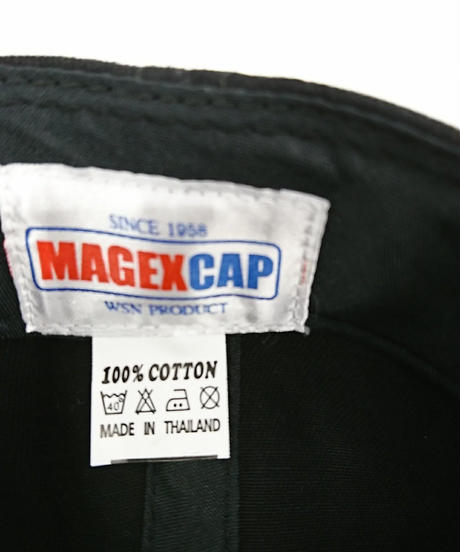 SINCE 1958
MAGEXCAP
WSN PRODUCT
100% COTTON
40°
MADE IN THAILAND